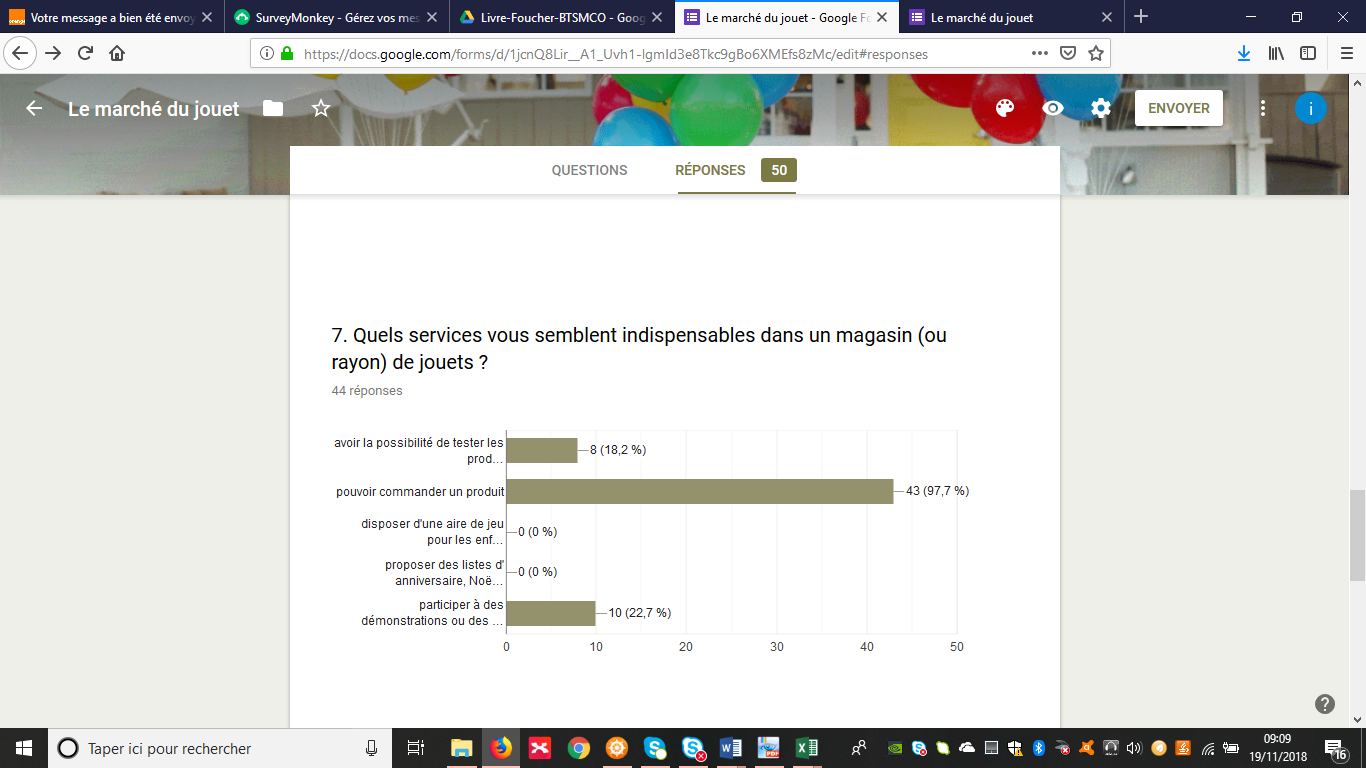 Votre message a bien été envoy
SurveyMonkey - Gérez vos mes
Livre-Foucher-BTSMCO - Goog
Le marché du jouet - Google Fo
Le marché du jouet
https://docs.google.com/forms/d/1jcnQ8Lir__A1_Uvh1-IgmId3e8Tkc9gBo6XMEfs8zMc/edit#responses
Le marché du jouet
ENVOYER
i
QUESTIONS
RÉPONSES 50
7. Quels services vous semblent indispensables dans un magasin (ou
rayon) de jouets ?
44 réponses
avoir la possibilité de tester les
prod…
8 (18,2 %)
pouvoir commander un produit
43 (97,7 %)
disposer d'une aire de jeu
pour les enf…
0 (0 %)
proposer des listes d'
anniversaire, Noë…
0 (0 %)
participer à des
démonstrations ou des …
10 (22,7 %)
0 10 20 30 40 50
Taper ici pour rechercher
09:09
19/11/2018
16